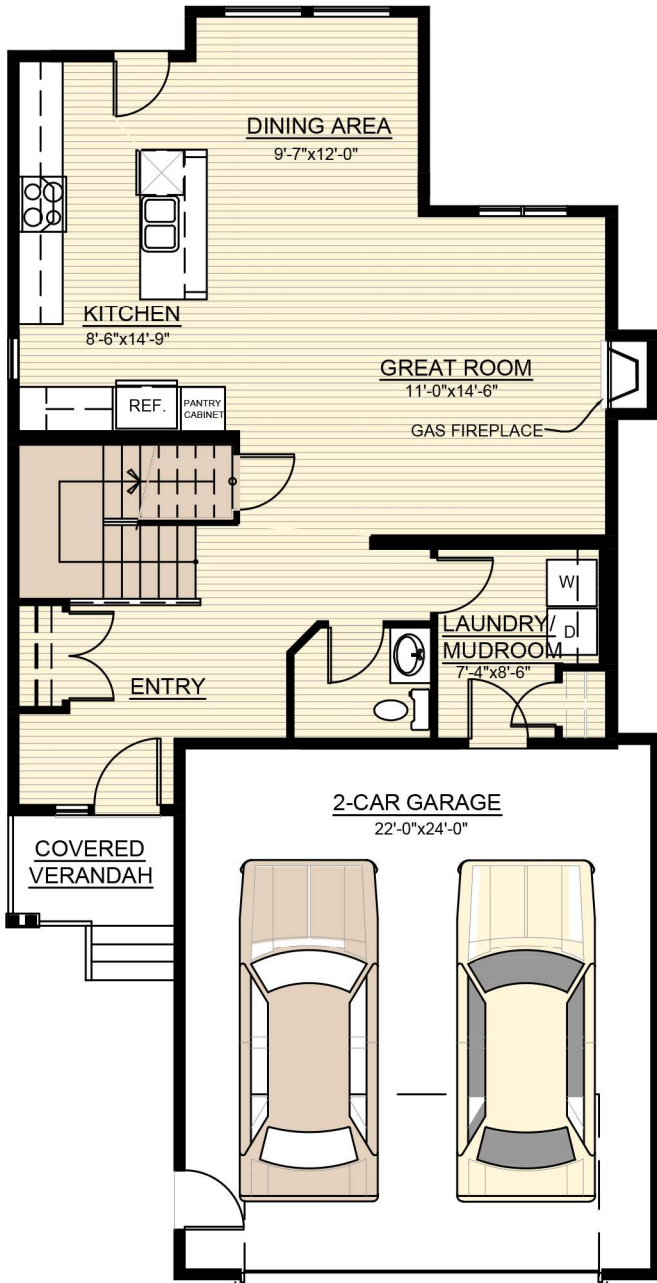 DINING AREA
9'-7"x12'-0"
KITCHEN
8'-6"x14'-9"
GREAT ROOM
11'-0"x14'-6"
REF.
PANTRY
CABINET
GAS FIREPLACE
W
D
LAUNDRY/
MUDROOM
7'-4"x8'-6"
ENTRY
2-CAR GARAGE
22'-0"x24'-0"
COVERED
VERANDAH